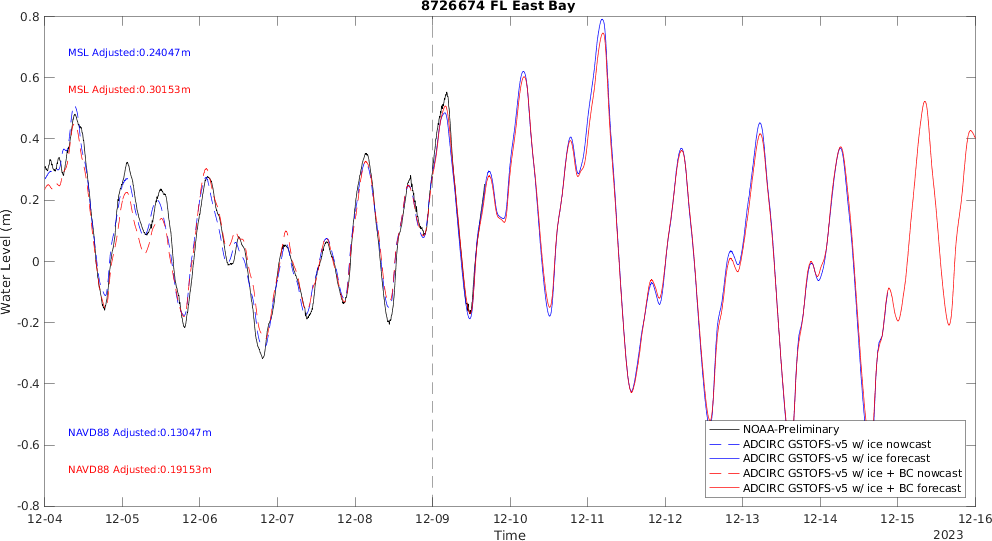 8726674 FL East Bay
0.8
0.6
0.4
0.2
0
-0.2
-0.4
-0.6
-0.8
Water Level (m)
MSL Adjusted:0.24047m
MSL Adjusted:0.30153m
NAVD88 Adjusted:0.13047m
NAVD88 Adjusted:0.19153m
NOAA-Preliminary
ADCIRC GSTOFS-v5 w/ ice nowcast
ADCIRC GSTOFS-v5 w/ ice forecast
ADCIRC GSTOFS-v5 w/ ice + BC nowcast
ADCIRC GSTOFS-v5 w/ ice + BC forecast
12-04 12-05 12-06 12-07 12-08 12-09 12-10 12-11 12-12 12-13 12-14 12-15 12-16
Time
2023